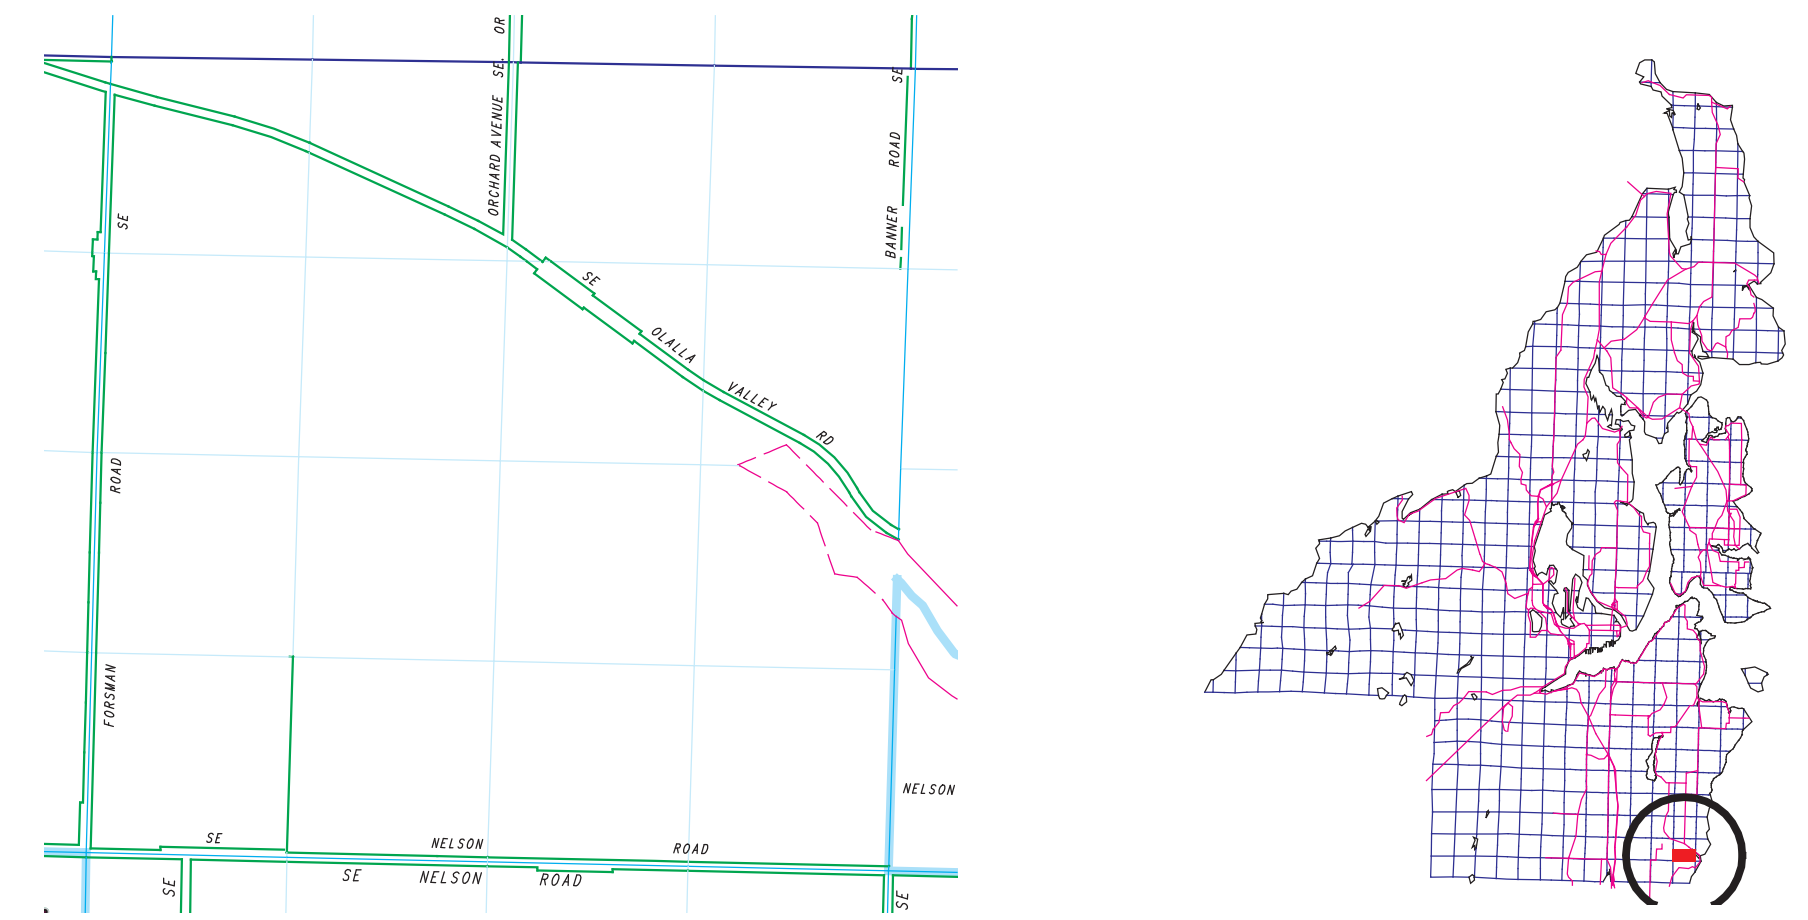 OR
SE.
ORCHARD AVENUE
SE
ROAD
BANNER
SE
SE
OLALLA
VALLEY
RD
ROAD
FORSMAN
NELSON
SE
NELSON
ROAD
SE
NELSON
ROAD
SE
SE